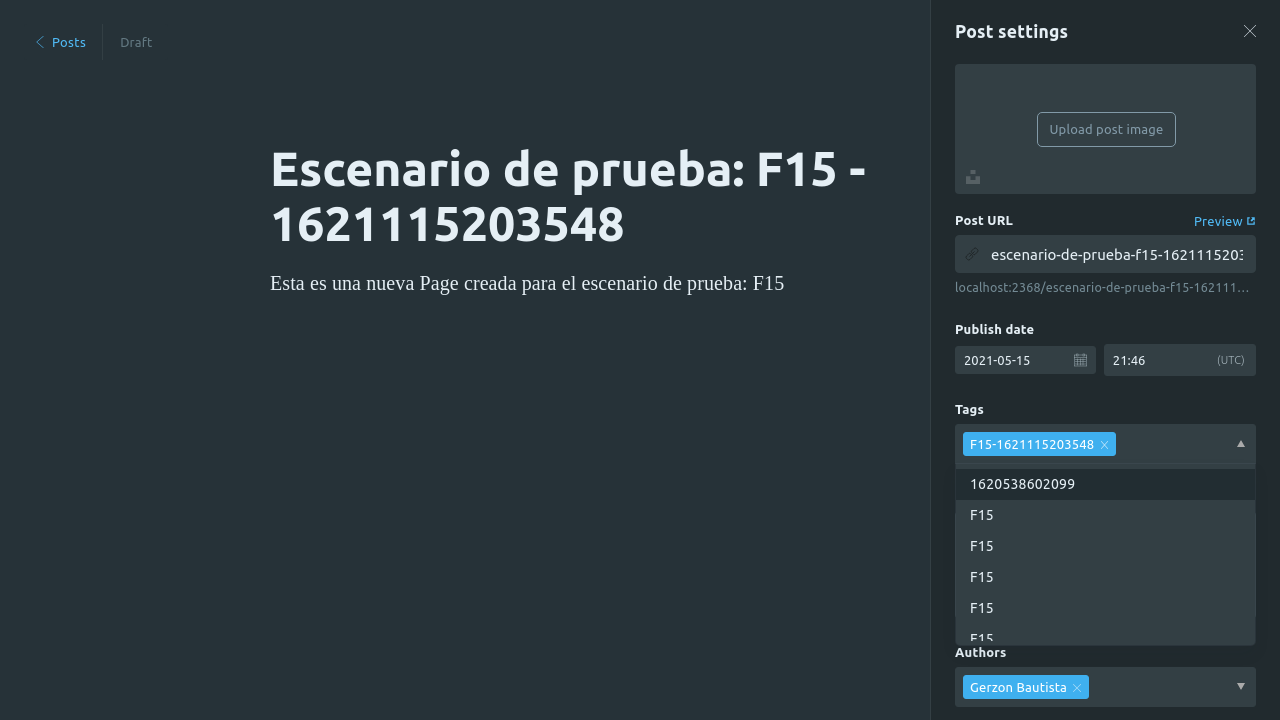 Posts
Draft
Escenario de prueba: F15 -
1621115203548
Esta es una nueva Page creada para el escenario de prueba: F15
Post settings
Upload post image
Post URL
Preview
escenario-de-prueba-f15-1621115203
localhost:2368/escenario-de-prueba-f15-162111...
Publish date
2021-05-15
21:46
(UTC)
Tags
F15-1621115203548
1620538602099
F15
F15
F15
F15
F15
Authors
Gerzon Bautista